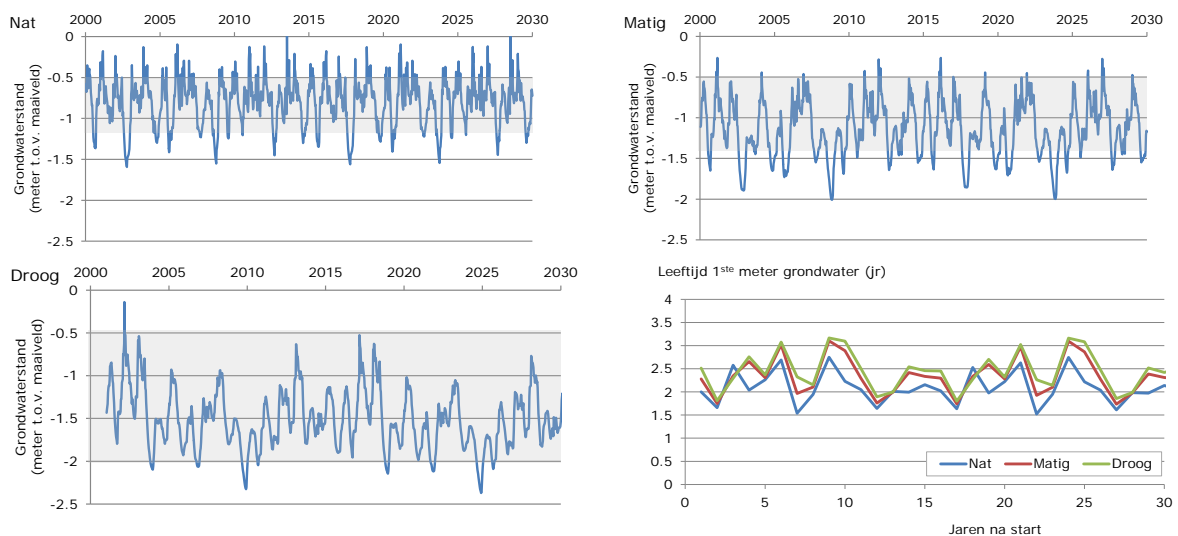 Nat
2000 2005 2010 2015 2020 2025 2030
0
-0.5
-1
-1.5
-2
-2.5
Grondwaterstand
(meter t.o.v. maaiveld)
Matig
2000 2005 2010 2015 2020 2025 2030
0
-0.5
-1
-1.5
-2
-2.5
Grondwaterstand
(meter t.o.v. maaiveld)
Droog
2000 2005 2010 2015 2020 2025 2030
0
-0.5
-1
-1.5
-2
-2.5
Grondwaterstand
(meter t.o.v. maaiveld)
Leeftijd 1ste meter grondwater (jr)
4
3.5
3
2.5
2
1.5
1
0.5
0
Nat Matig Droog
0 5 10 15 20 25 30
Jaren na start